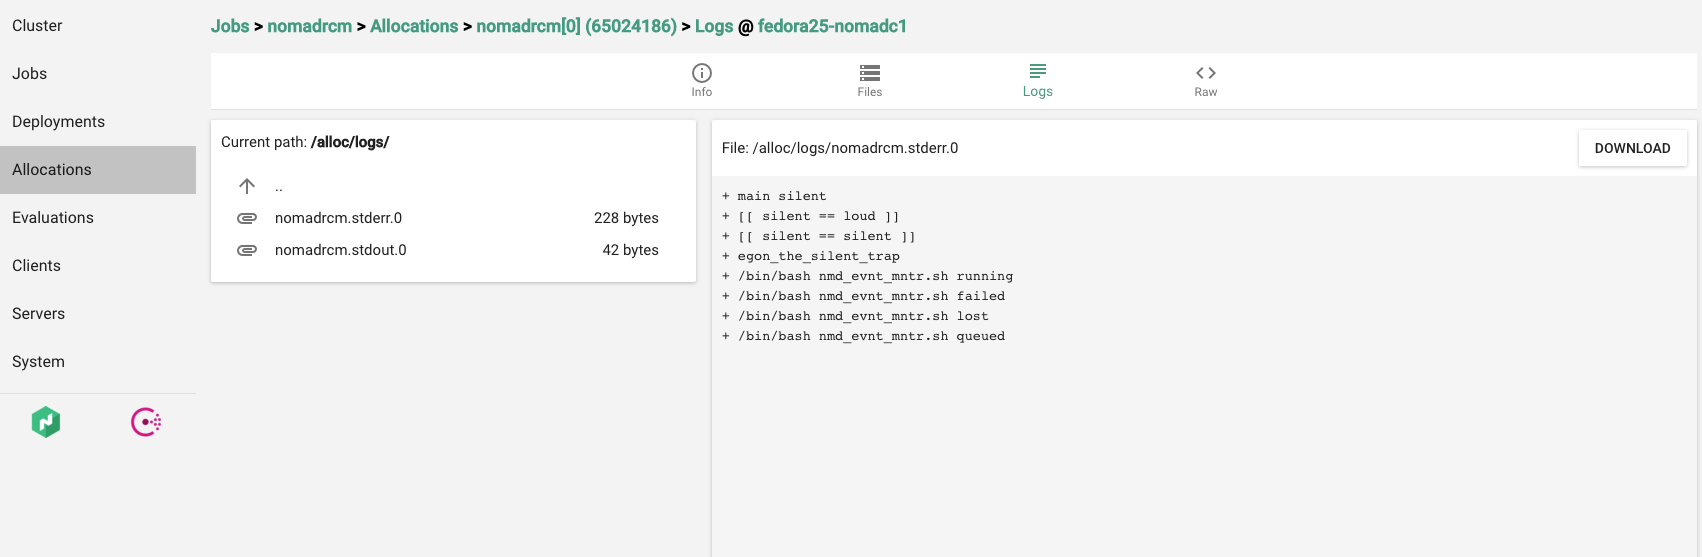 Cluster
Jobs
Deployments
Allocations
Evaluations
Clients
Servers
System
Jobs > nomadrcm > Allocations > nomadrcm[0] (65024186) > Logs @ fedora25-nomadc1
Info
Files
Logs
Raw
Current path: /alloc/logs/
..
nomadrcm.stderr.0 228 bytes
nomadrcm.stdout.0 42 bytes
File: /alloc/logs/nomadrcm.stderr.0
DOWNLOAD
+ main silent
+ [[ silent == loud ]]
+ [[ silent == silent ]]
+ egon_the_silent_trap
+ /bin/bash nmd_evnt_mntr.sh running
+ /bin/bash nmd_evnt_mntr.sh failed
+ /bin/bash nmd_evnt_mntr.sh lost
+ /bin/bash nmd_evnt_mntr.sh queued